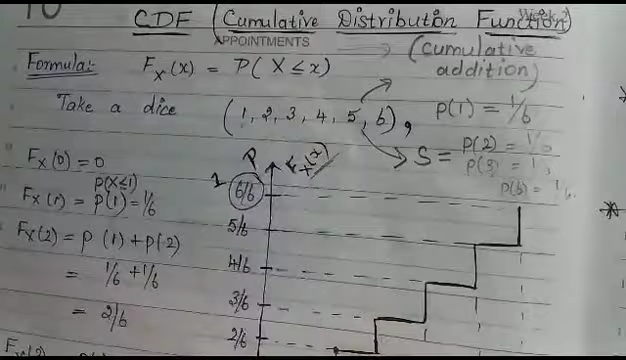 10
CDF (Cumulative Distribution Function)
APPOINTMENTS
(Cumulative addition)
Formula:- Fx(x) = P(X ≤ x)
Take a dice (1, 2, 3, 4, 5, 6), P(1) = 1/6
S = P(2) = 1/6
P(3) = 1/
P(6) = 1/6
Fx(0) = 0
P(X≤1)
Fx(1) = P(1) = 1/6
Fx(2) = P(1) + P(2)
= 1/6 + 1/6
= 2/6
P
1 6/6
5/6
4/6
3/6
2/6